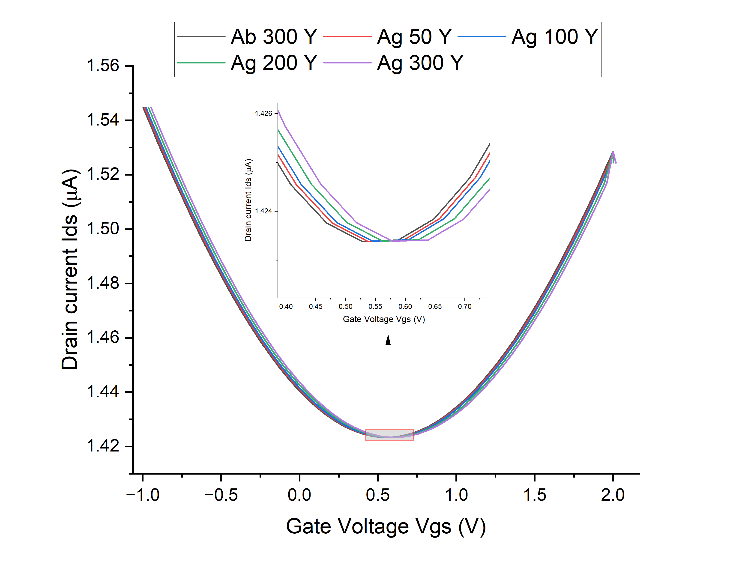 Ab 300 Y Ag 50 Y Ag 100 Y
Ag 200 Y Ag 300 Y
1.56
1.54
1.52
1.50
1.48
1.46
1.44
1.42
Drain current Ids (μA)
−1.0 −0.5 0.0 0.5 1.0 1.5 2.0
Gate Voltage Vgs (V)
1.426
1.424
Drain current Ids (μA)
0.40 0.45 0.50 0.55 0.60 0.65 0.70
Gate Voltage Vgs (V)